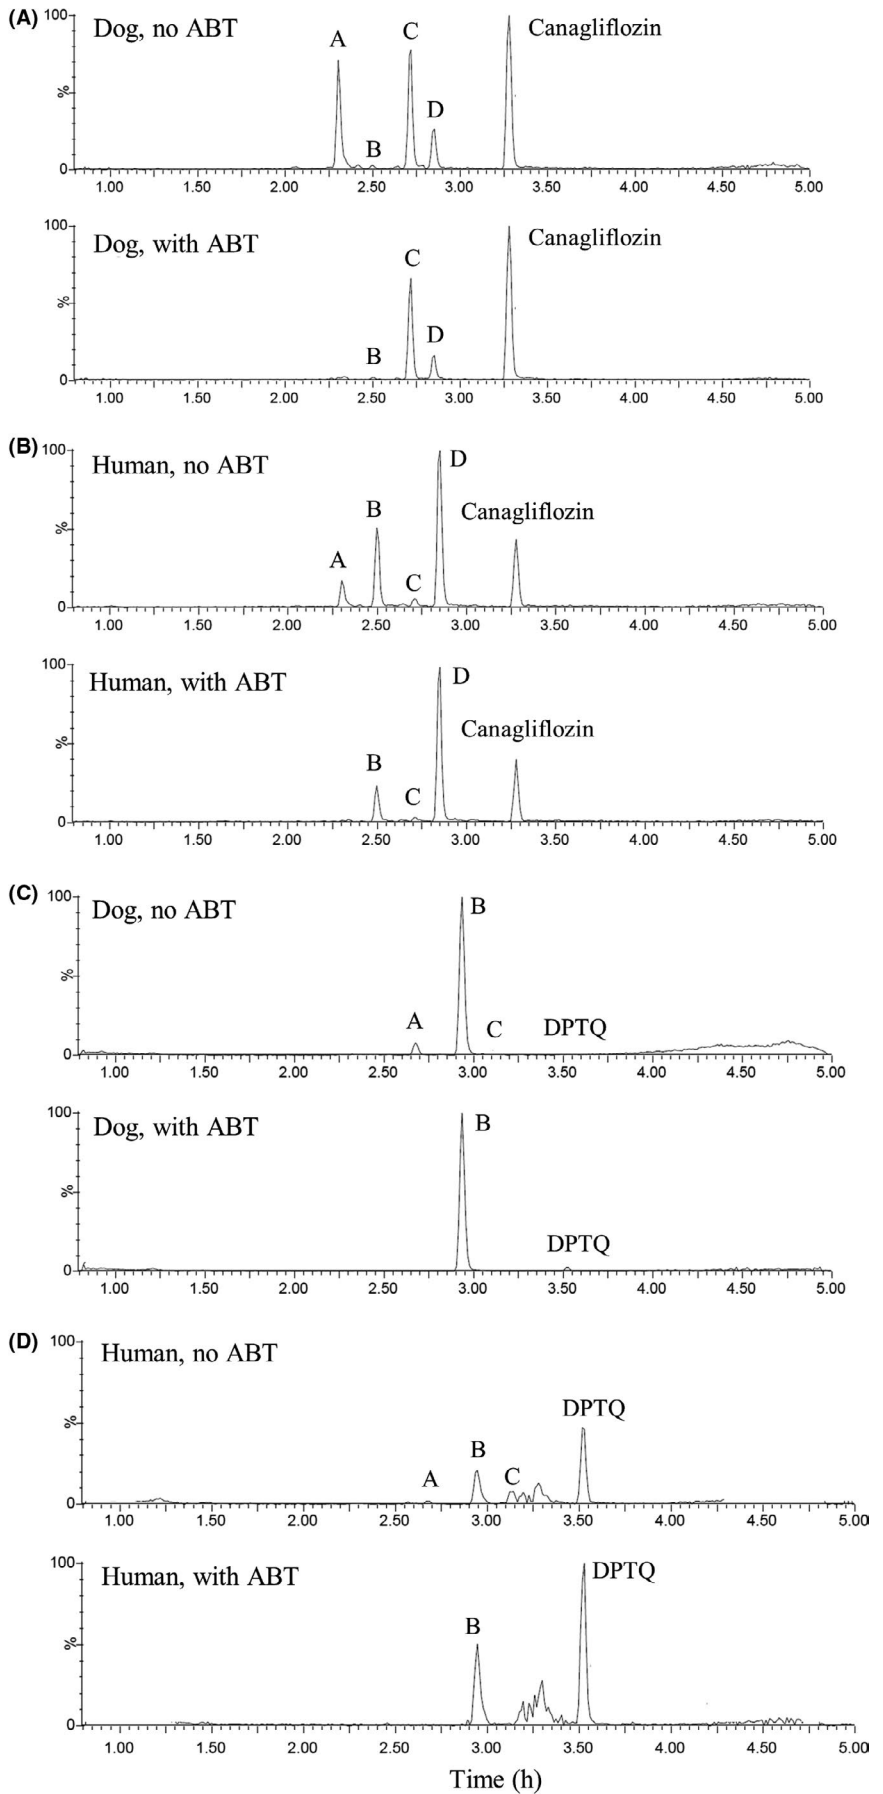 (A)
100
Dog, no ABT
A
B
C
D
Canagliflozin
%
0
1.00 1.50 2.00 2.50 3.00 3.50 4.00 4.50 5.00
100
Dog, with ABT
B
C
D
Canagliflozin
%
0
1.00 1.50 2.00 2.50 3.00 3.50 4.00 4.50 5.00
(B)
100
Human, no ABT
A
B
C
D
Canagliflozin
%
0
1.00 1.50 2.00 2.50 3.00 3.50 4.00 4.50 5.00
100
Human, with ABT
B
C
D
Canagliflozin
%
0
1.00 1.50 2.00 2.50 3.00 3.50 4.00 4.50 5.00
(C)
100
Dog, no ABT
A
B
C
DPTQ
%
0
1.00 1.50 2.00 2.50 3.00 3.50 4.00 4.50 5.00
100
Dog, with ABT
B
DPTQ
%
0
1.00 1.50 2.00 2.50 3.00 3.50 4.00 4.50 5.00
(D)
100
Human, no ABT
A
B
C
DPTQ
%
0
1.00 1.50 2.00 2.50 3.00 3.50 4.00 4.50 5.00
100
Human, with ABT
B
DPTQ
%
0
1.00 1.50 2.00 2.50 3.00 3.50 4.00 4.50 5.00
Time (h)